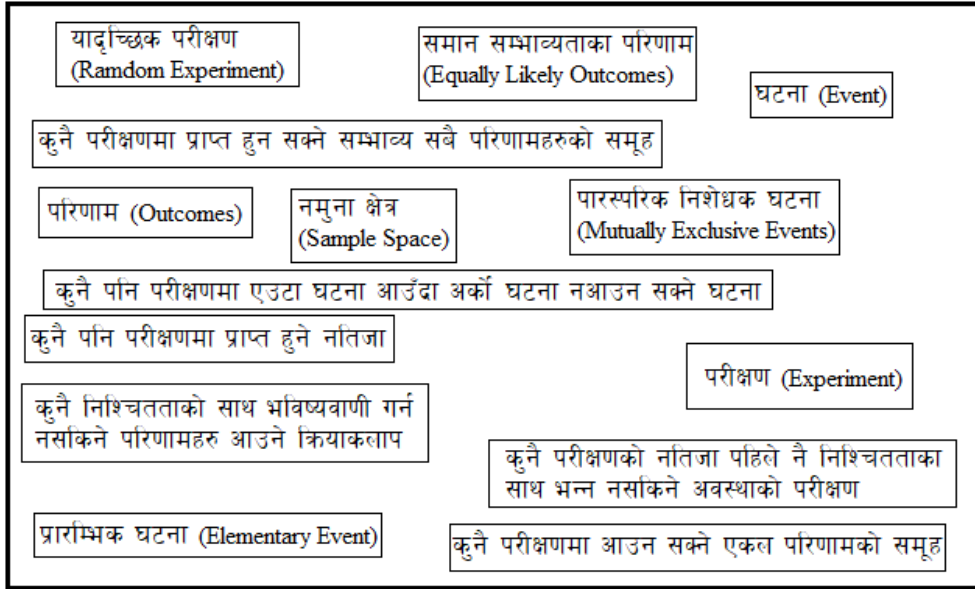 यादृच्छिक परीक्षण
(Ramdom Experiment)
समान सम्भाव्यताका परिणाम
(Equally Likely Outcomes)
घटना (Event)
कुनै परीक्षणमा प्राप्त हुन सक्ने सम्भाव्य सबै परिणामहरुको समूह
परिणाम (Outcomes)
नमुना क्षेत्र
(Sample Space)
पारस्परिक निशेधक घटना
(Mutually Exclusive Events)
कुनै पनि परीक्षणमा एउटा घटना आउँदा अर्को घटना नआउन सक्ने घटना
कुनै पनि परीक्षणमा प्राप्त हुने नतिजा
परीक्षण (Experiment)
कुनै निश्चितताको साथ भविष्यवाणी गर्न
नसकिने परिणामहरु आउने क्रियाकलाप
कुनै परीक्षणको नतिजा पहिले नै निश्चितताका
साथ भन्न नसकिने अवस्थाको परीक्षण
प्रारम्भिक घटना (Elementary Event)
कुनै परीक्षणमा आउन सक्ने एकल परिणामको समूह